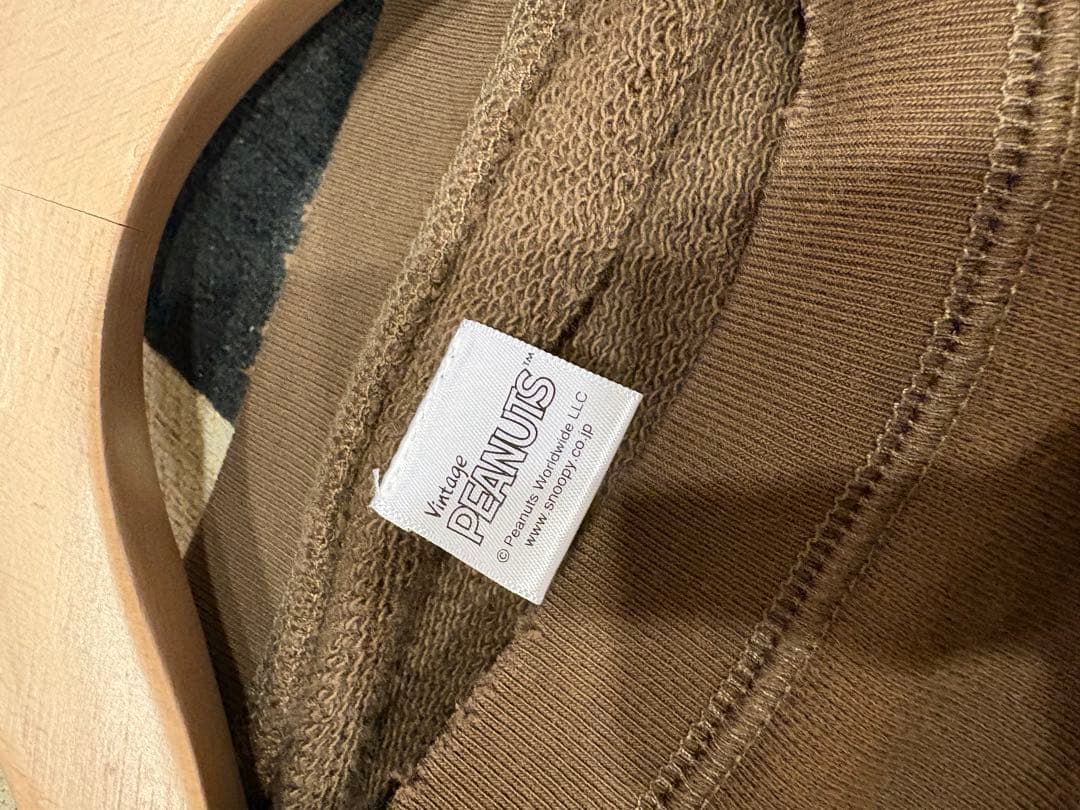 Vintage
PEANUTS™
© Peanuts Worldwide LLC
www.snoopy.co.jp